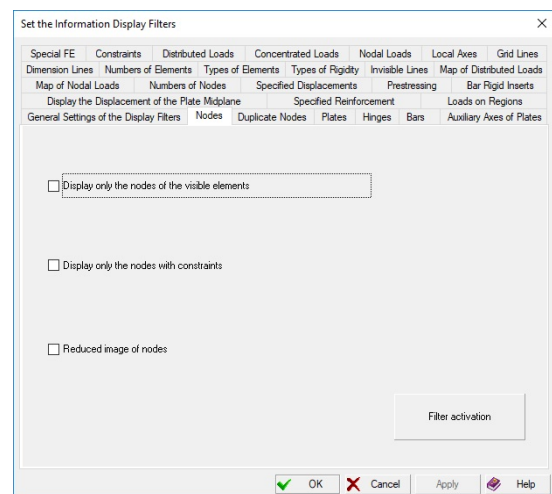 Set the Information Display Filters
Special FE Constraints Distributed Loads Concentrated Loads Nodal Loads Local Axes Grid Lines
Dimension Lines Numbers of Elements Types of Elements Types of Rigidity Invisible Lines Map of Distributed Loads
Map of Nodal Loads Numbers of Nodes Specified Displacements Prestressing Bar Rigid Inserts
Display the Displacement of the Plate Midplane Specified Reinforcement Loads on Regions
General Settings of the Display Filters Nodes Duplicate Nodes Plates Hinges Bars Auxiliary Axes of Plates
Display only the nodes of the visible elements
Display only the nodes with constraints
Reduced image of nodes
Filter activation
OK Cancel Apply Help